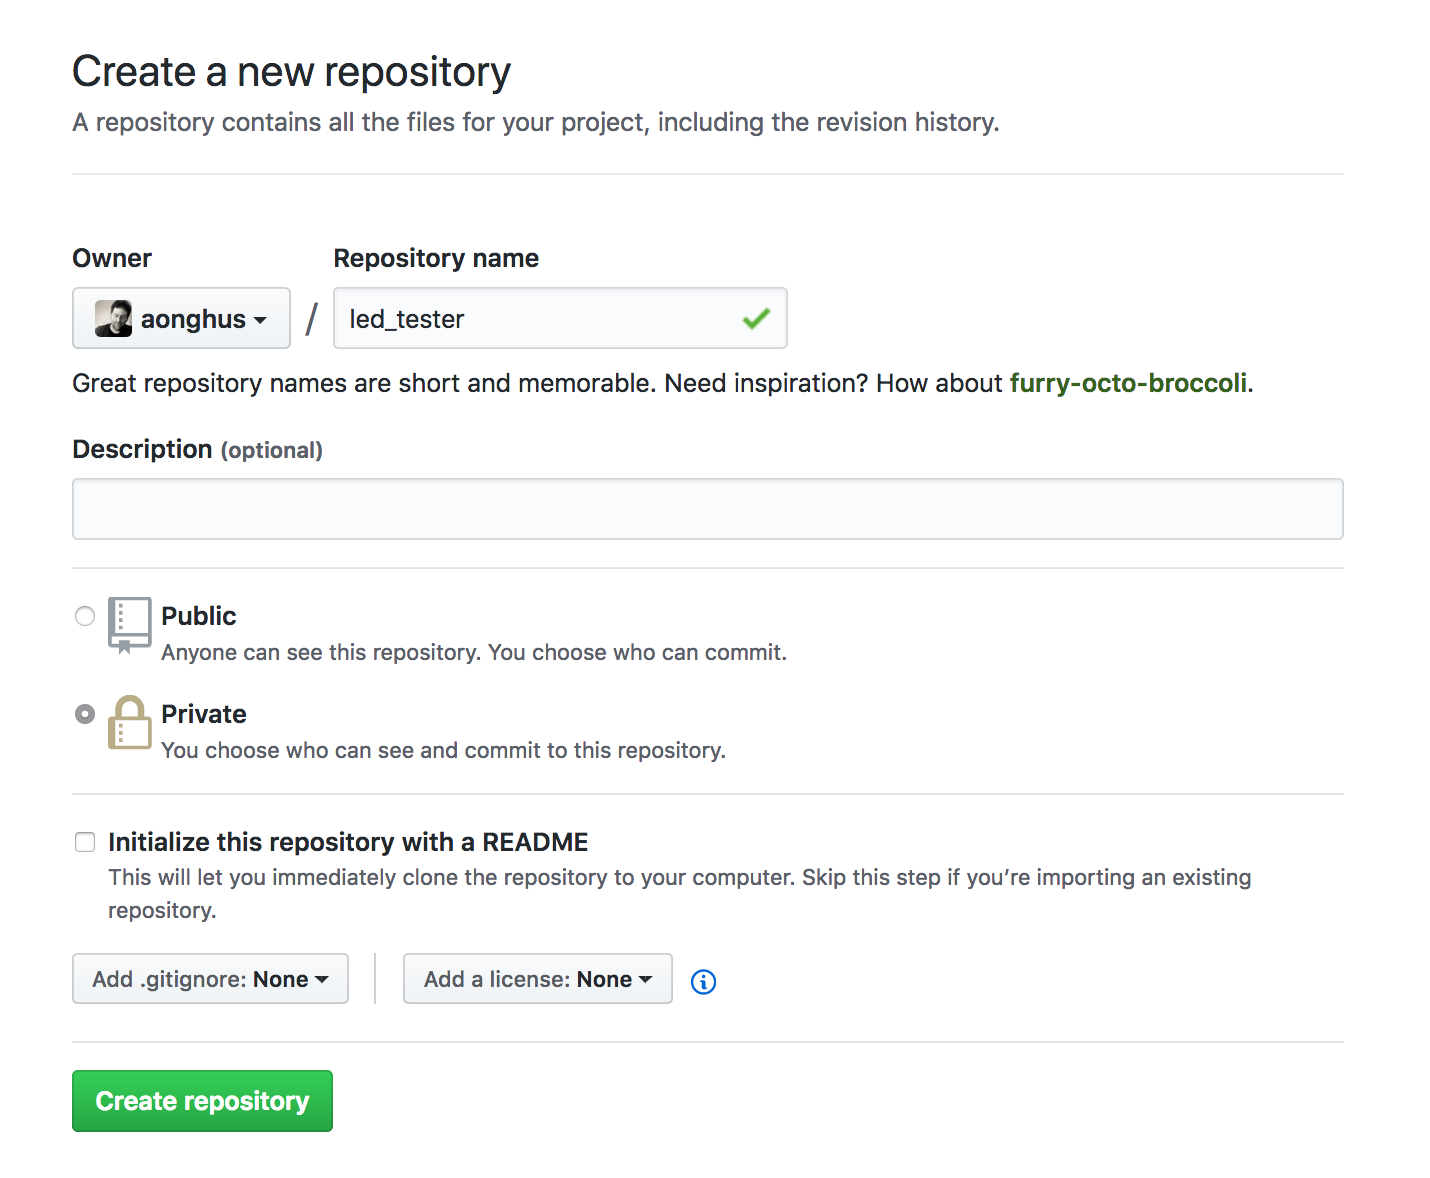 Create a new repository
A repository contains all the files for your project, including the revision history.
Owner
Repository name
aonghus
/
led_tester
Great repository names are short and memorable. Need inspiration? How about furry-octo-broccoli.
Description (optional)
Public
Anyone can see this repository. You choose who can commit.
Private
You choose who can see and commit to this repository.
Initialize this repository with a README
This will let you immediately clone the repository to your computer. Skip this step if you’re importing an existing
repository.
Add .gitignore: None
Add a license: None
Create repository